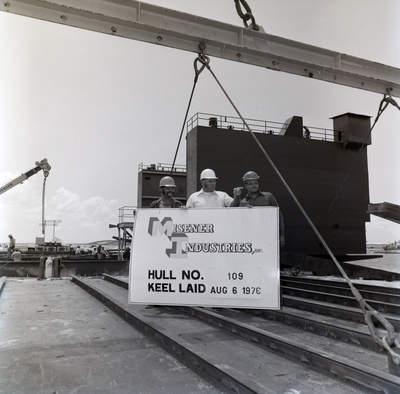 MISENER
INDUSTRIES, INC.
HULL NO. 109
KEEL LAID AUG 6 1976